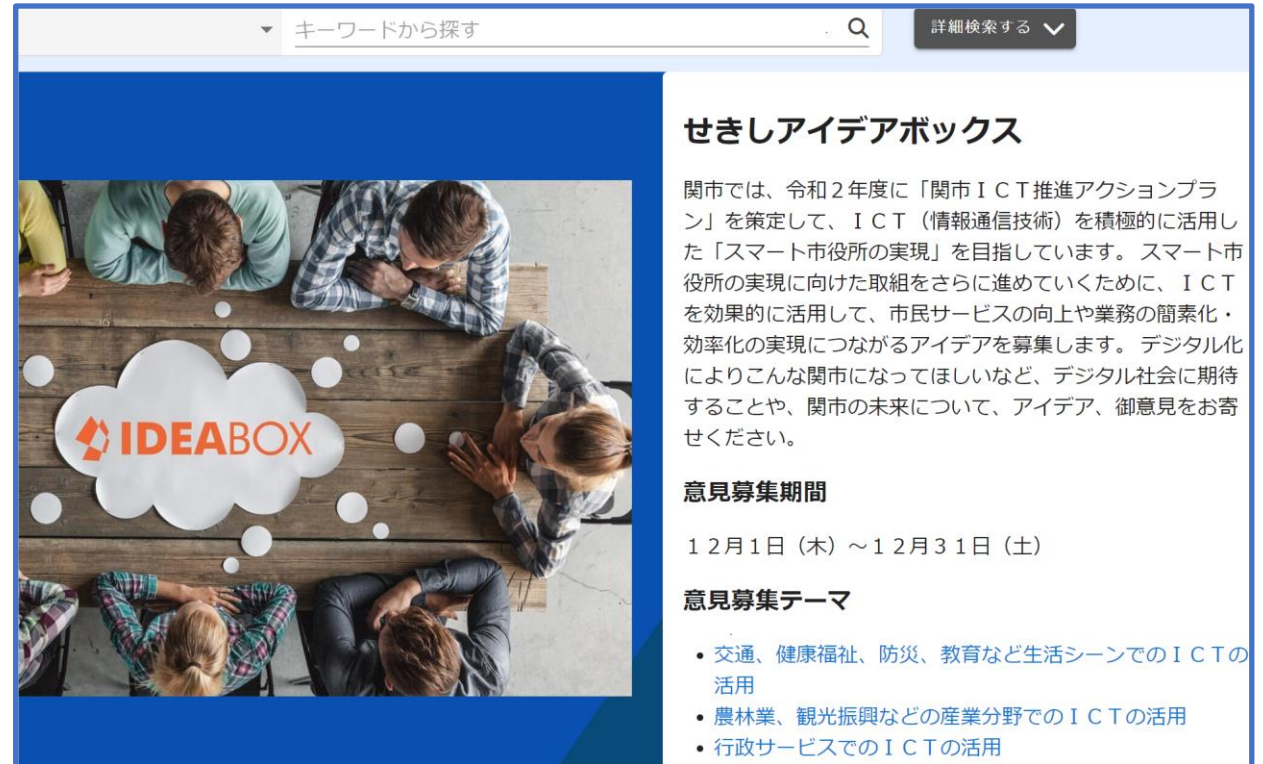 キーワードから探す
詳細検索する
せきしアイデアボックス
関市では、令和２年度に「関市ＩＣＴ推進アクションプラ
ン」を策定して、ＩＣＴ（情報通信技術）を積極的に活用し
た「スマート市役所の実現」を目指しています。 スマート市
役所の実現に向けた取組をさらに進めていくために、ＩＣＴ
を効果的に活用して、市民サービスの向上や業務の簡素化・
効率化の実現につながるアイデアを募集します。 デジタル化
によりこんな関市になってほしいなど、デジタル社会に期待
することや、関市の未来について、アイデア、御意見をお寄
せください。
IDEABOX
意見募集期間
１２月１日（木）～１２月３１日（土）
意見募集テーマ
• 交通、健康福祉、防災、教育など生活シーンでのＩＣＴの
活用
• 農林業、観光振興などの産業分野でのＩＣＴの活用
• 行政サービスでのＩＣＴの活用